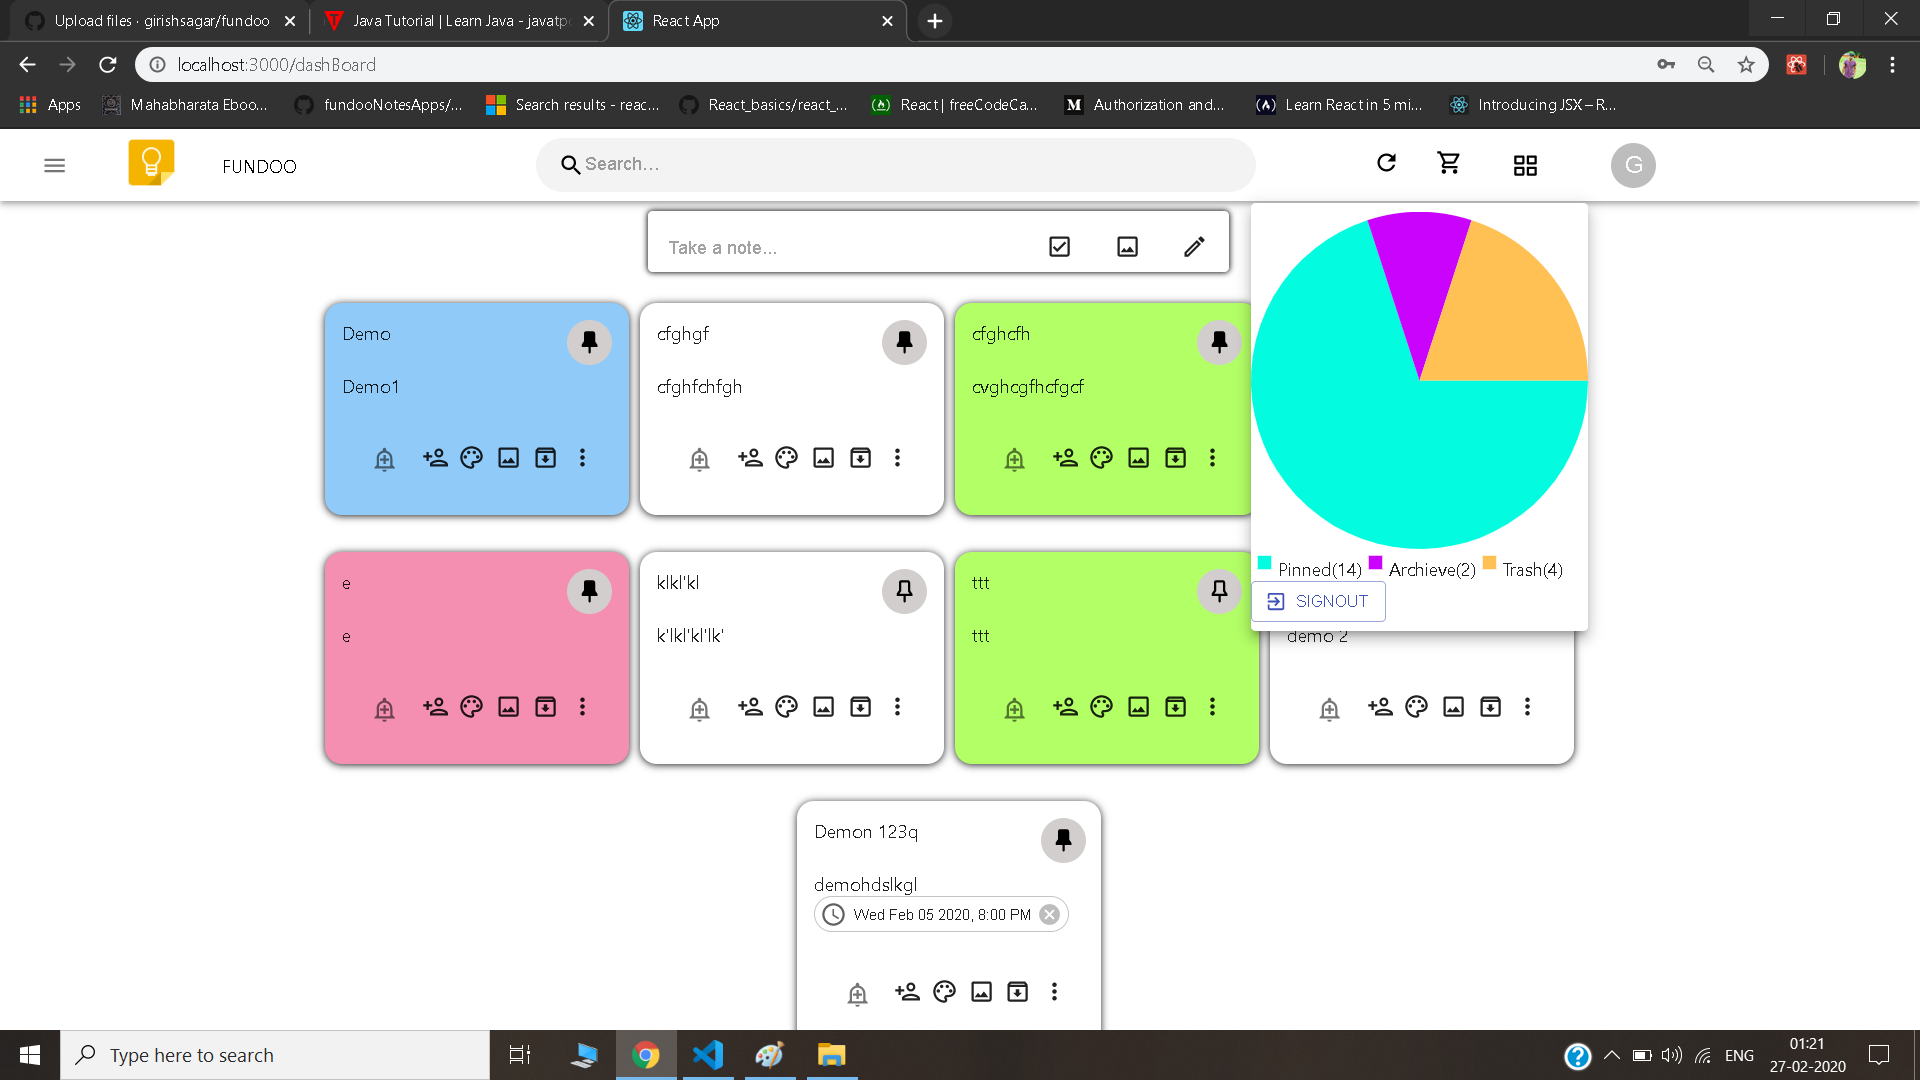 Upload files · girishsagar/fundoo
Java Tutorial | Learn Java - javatpo
React App
localhost:3000/dashBoard
Apps
Mahabharata Eboo...
fundooNotesApps/...
Search results - reac...
React_basics/react_...
React | freeCodeCa...
Authorization and...
Learn React in 5 mi...
Introducing JSX – R...
FUNDOO
Search...
G
Take a note...
Demo
Demo1
cfghgf
cfghfchfgh
cfghcfh
cvghcgfhcfgcf
Pinned(14) Archieve(2) Trash(4)
SIGNOUT
e
e
klkl'kl
k'lkl'kl'lk'
ttt
ttt
demo 2
Demon 123q
demohdslkgl
Wed Feb 05 2020, 8:00 PM
Type here to search
ENG
01:21
27-02-2020